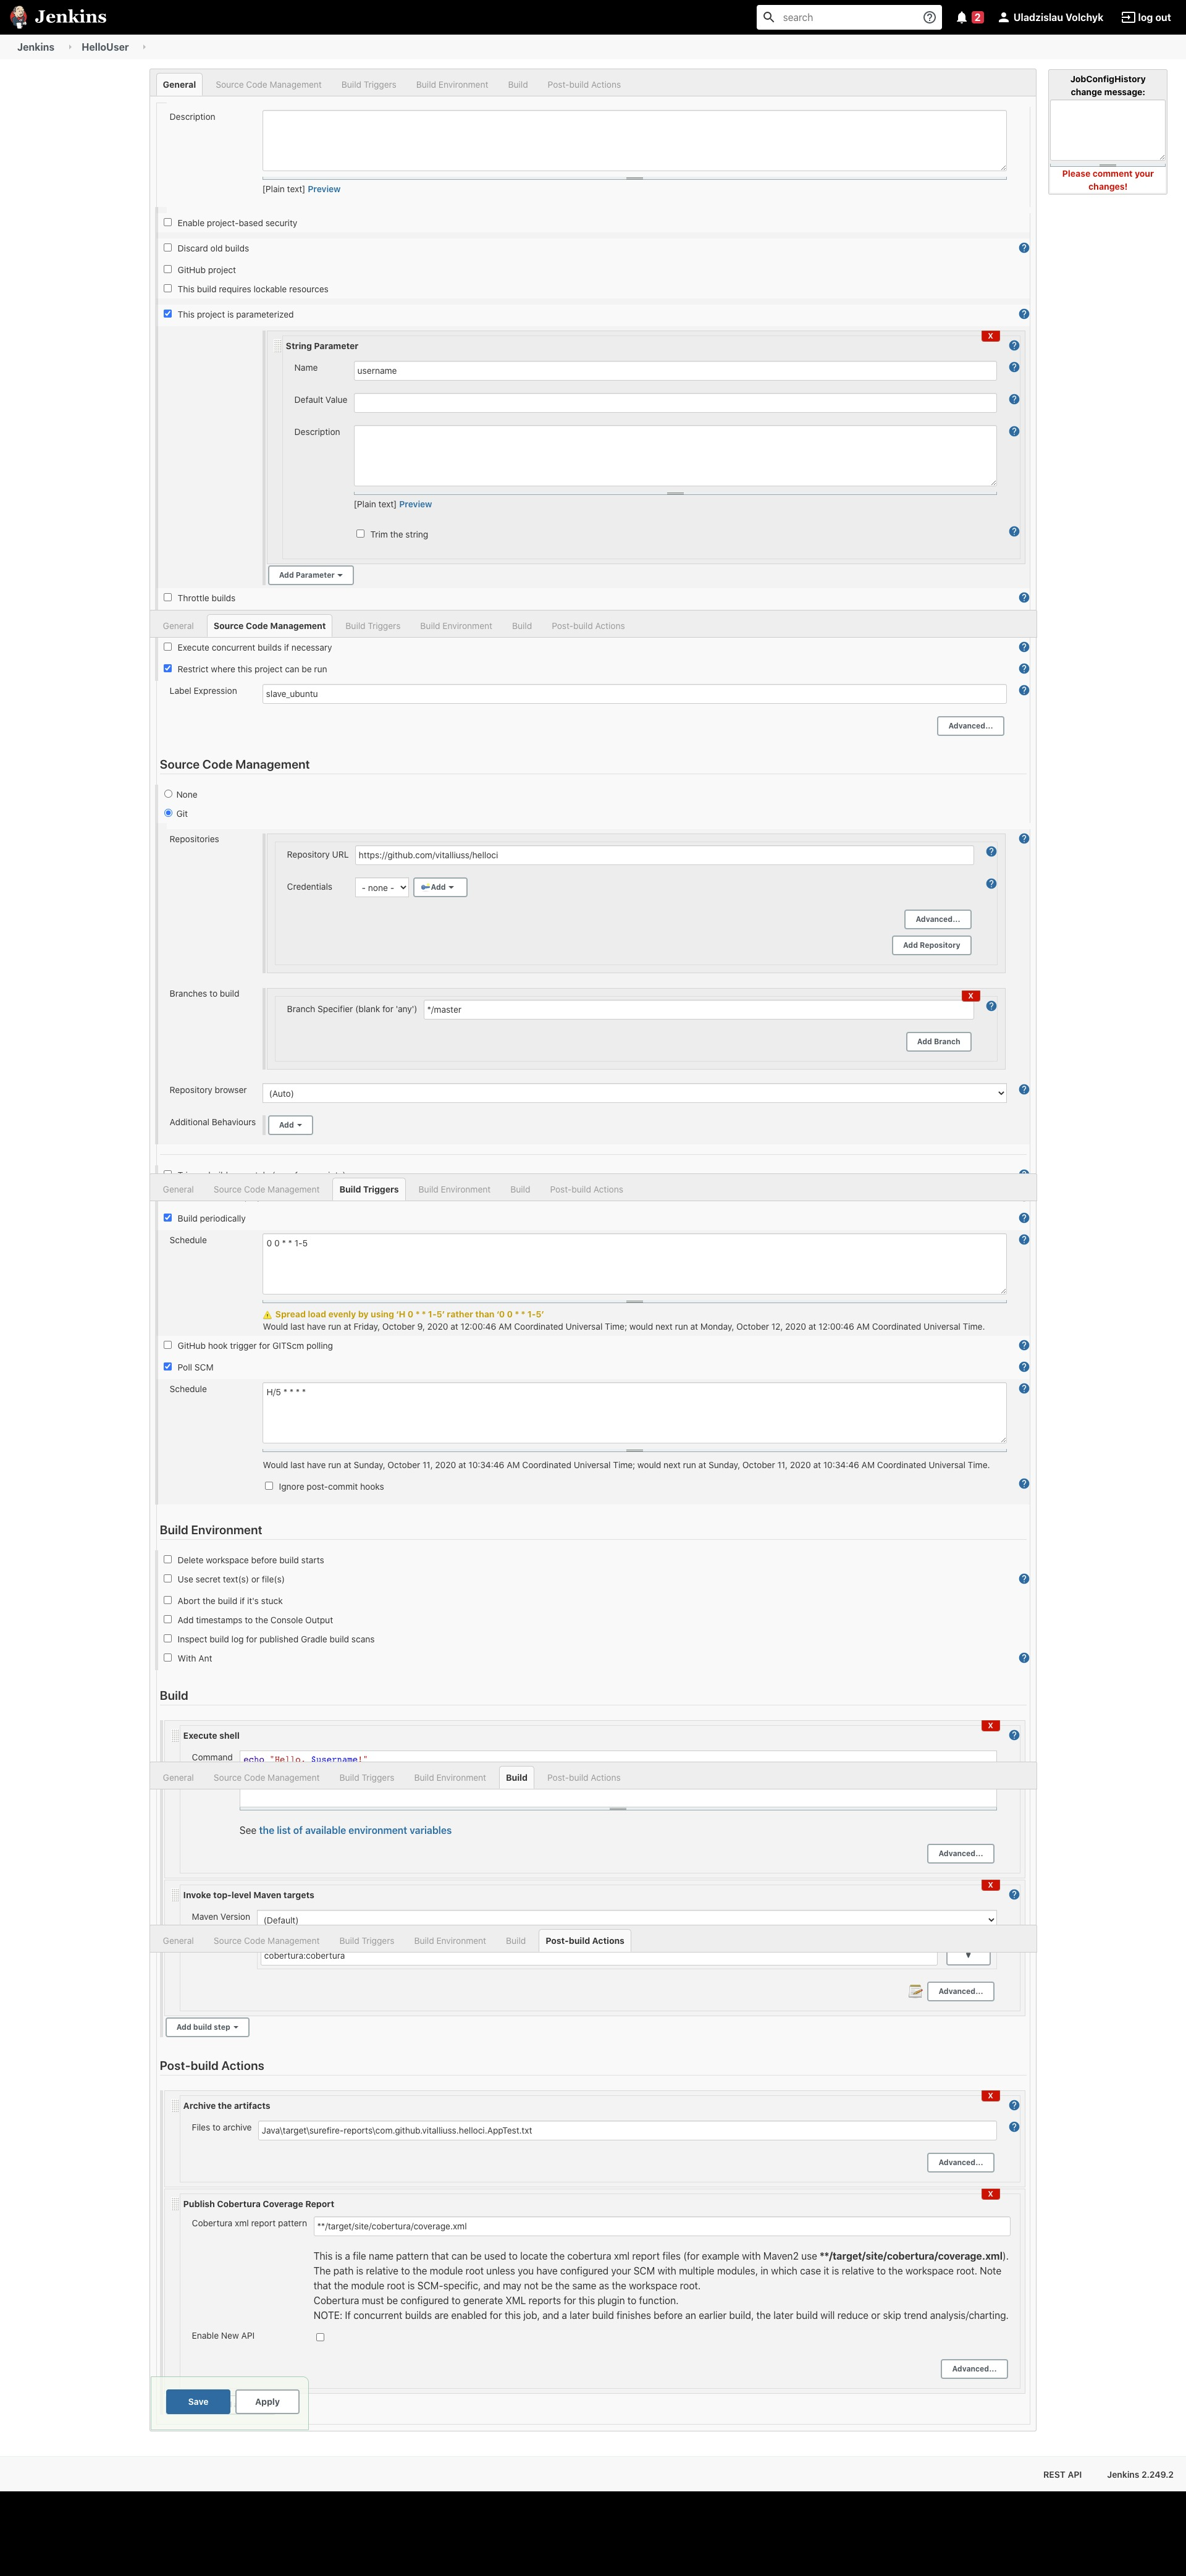 Jenkins
search
2
Uladzislau Volchyk
log out
Jenkins
HelloUser
General Source Code Management Build Triggers Build Environment Build Post-build Actions
JobConfigHistory
change message:
Please comment your
changes!
Description
[Plain text] Preview
Enable project-based security
Discard old builds
GitHub project
This build requires lockable resources
This project is parameterized
X
String Parameter
Name username
Default Value
Description
[Plain text] Preview
Trim the string
Add Parameter
Throttle builds
General Source Code Management Build Triggers Build Environment Build Post-build Actions
Execute concurrent builds if necessary
Restrict where this project can be run
Label Expression slave_ubuntu
Advanced...
Source Code Management
None
Git
Repositories
Repository URL https://github.com/vitalliuss/helloci
Credentials - none - Add
Advanced...
Add Repository
Branches to build
X
Branch Specifier (blank for 'any') */master
Add Branch
Repository browser (Auto)
Additional Behaviours Add
General Source Code Management Build Triggers Build Environment Build Post-build Actions
Build periodically
Schedule 0 0 * * 1-5
Spread load evenly by using ‘H 0 * * 1-5’ rather than ‘0 0 * * 1-5’
Would last have run at Friday, October 9, 2020 at 12:00:46 AM Coordinated Universal Time; would next run at Monday, October 12, 2020 at 12:00:46 AM Coordinated Universal Time.
GitHub hook trigger for GITScm polling
Poll SCM
Schedule H/5 * * * *
Would last have run at Sunday, October 11, 2020 at 10:34:46 AM Coordinated Universal Time; would next run at Sunday, October 11, 2020 at 10:34:46 AM Coordinated Universal Time.
Ignore post-commit hooks
Build Environment
Delete workspace before build starts
Use secret text(s) or file(s)
Abort the build if it's stuck
Add timestamps to the Console Output
Inspect build log for published Gradle build scans
With Ant
Build
X
Execute shell
Command echo "Hello, $username!"
General Source Code Management Build Triggers Build Environment Build Post-build Actions
See the list of available environment variables
Advanced...
X
Invoke top-level Maven targets
Maven Version (Default)
General Source Code Management Build Triggers Build Environment Build Post-build Actions
cobertura:cobertura
Advanced...
Add build step
Post-build Actions
X
Archive the artifacts
Files to archive Java\target\surefire-reports\com.github.vitalliuss.helloci.AppTest.txt
Advanced...
X
Publish Cobertura Coverage Report
Cobertura xml report pattern **/target/site/cobertura/coverage.xml
This is a file name pattern that can be used to locate the cobertura xml report files (for example with Maven2 use **/target/site/cobertura/coverage.xml).
The path is relative to the module root unless you have configured your SCM with multiple modules, in which case it is relative to the workspace root. Note
that the module root is SCM-specific, and may not be the same as the workspace root.
Cobertura must be configured to generate XML reports for this plugin to function.
NOTE: If concurrent builds are enabled for this job, and a later build finishes before an earlier build, the later build will reduce or skip trend analysis/charting.
Enable New API
Advanced...
Save Apply
REST API Jenkins 2.249.2